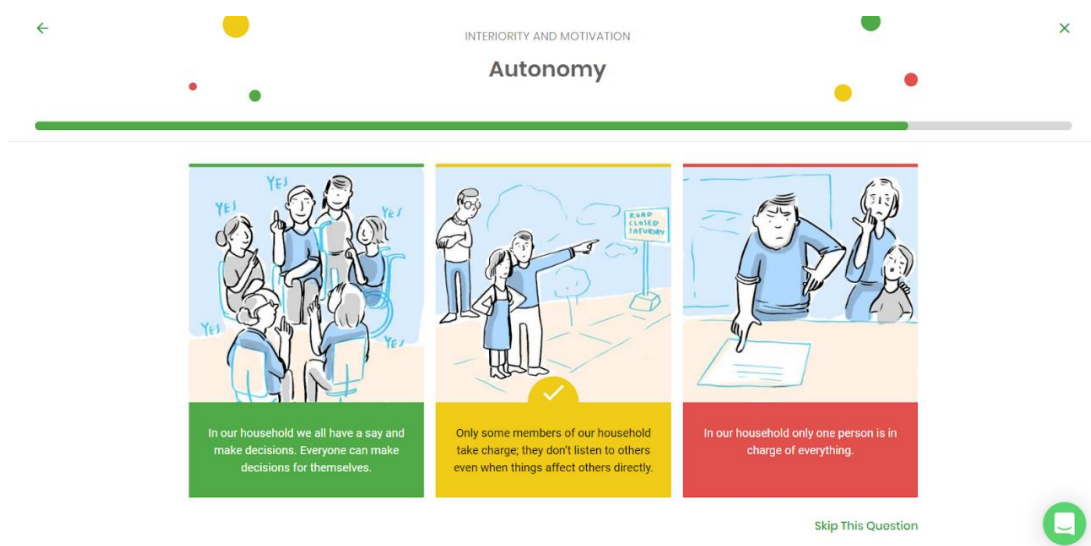 INTERIORITY AND MOTIVATION
Autonomy
YES
YES
YES
YES
YES
ROAD
CLOSED
SATURDAY
In our household we all have a say and
make decisions. Everyone can make
decisions for themselves.
Only some members of our household
take charge; they don't listen to others
even when things affect others directly.
In our household only one person is in
charge of everything.
Skip This Question